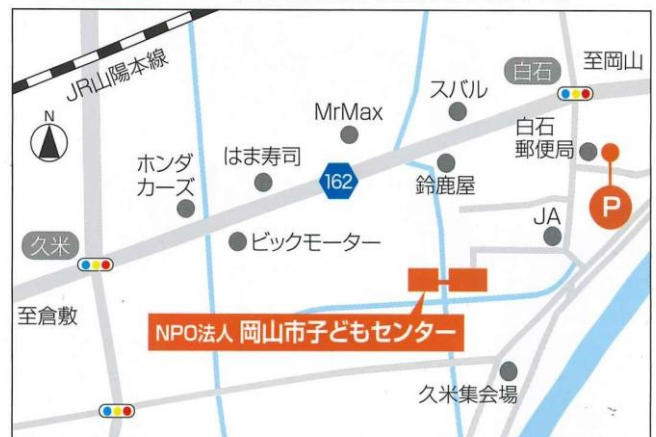 JR山陽本線
N
白石
至岡山
スバル
MrMax
白石
郵便局
はま寿司
ホンダ
カーズ
162
鈴鹿屋
P
JA
久米
ビックモーター
至倉敷
NPO法人 岡山市子どもセンター
久米集会場